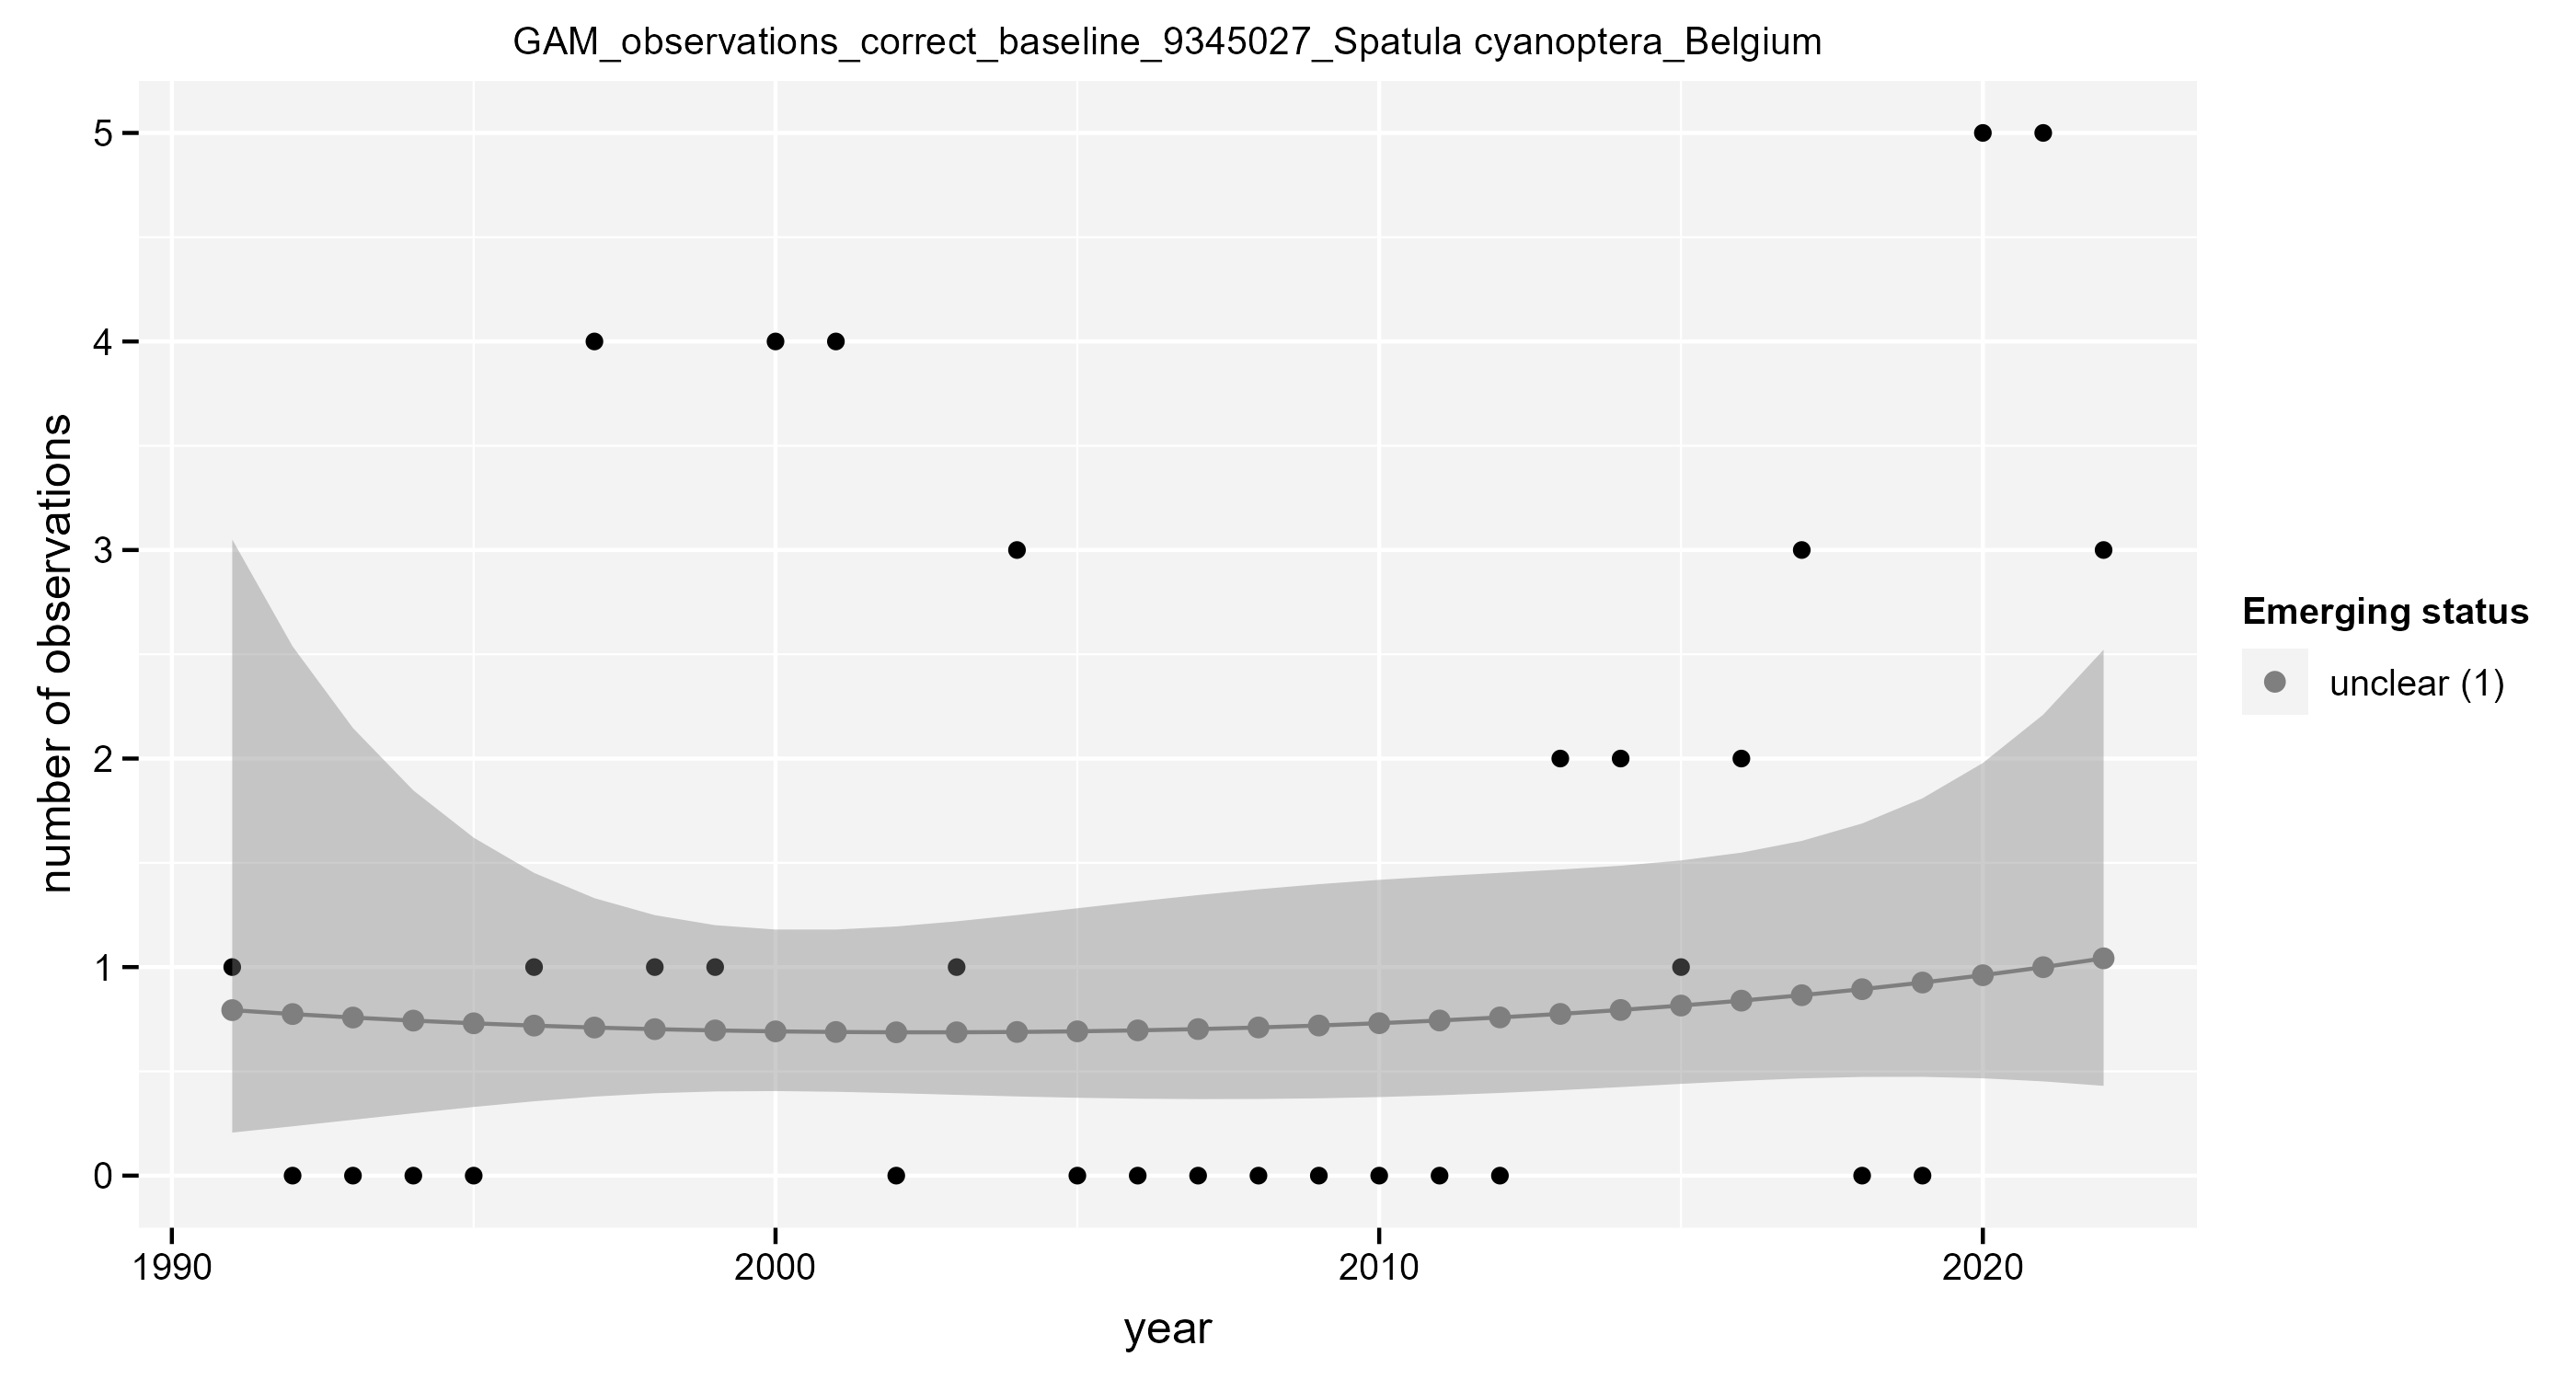 GAM_observations_correct_baseline_9345027_Spatula cyanoptera_Belgium
number of observations
5
4
3
2
1
0
1990
2000
2010
2020
year
Emerging status
unclear (1)